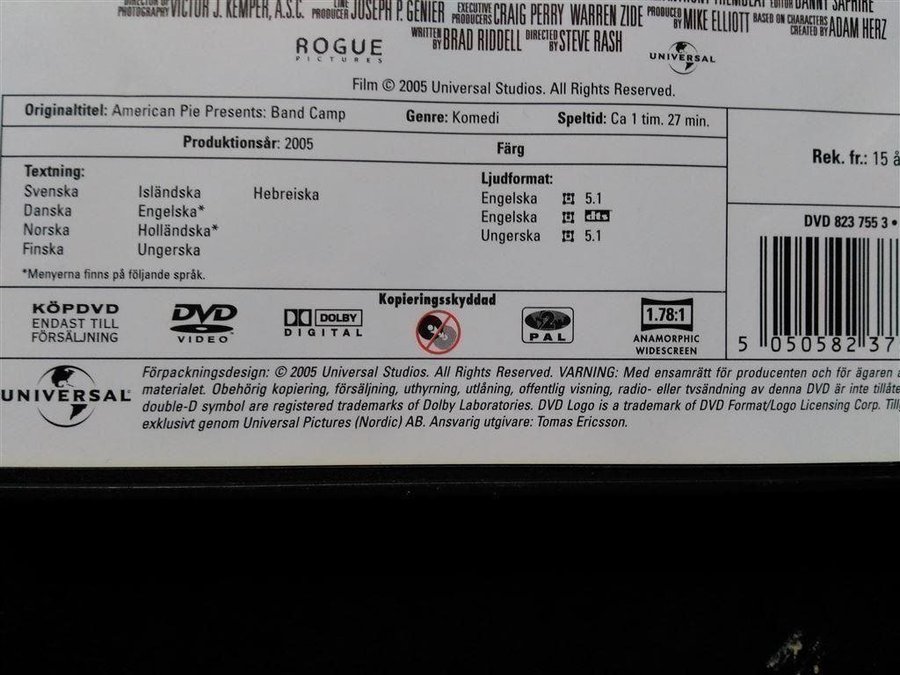 PHOTOGRAPHY VICTOR J. KEMPER, A.S.C. LINE PRODUCER JOSEPH P. GENIER EXECUTIVE PRODUCERS CRAIG PERRY WARREN ZIDE PRODUCED BY MIKE ELLIOTT BASED ON CHARACTERS CREATED BY ADAM HERZ
WRITTEN BY BRAD RIDDELL DIRECTED BY STEVE RASH
ROGUE
PICTURES
UNIVERSAL
Film © 2005 Universal Studios. All Rights Reserved.
Originaltitel: American Pie Presents: Band Camp Genre: Komedi Speltid: Ca 1 tim. 27 min.
Produktionsår: 2005 Färg
Rek. fr.: 15 å
Textning:
Svenska Isländska Hebreiska
Danska Engelska*
Norska Holländska*
Finska Ungerska
*Menyerna finns på följande språk.
Ljudformat:
Engelska 5.1
Engelska dts
Ungerska 5.1
DVD 823 755 3 •
5 050582 37
KÖPDVD
ENDAST TILL
FÖRSÄLJNING
DVD
VIDEO
DOLBY
DIGITAL
Kopieringsskyddad
2
PAL
1.78:1
ANAMORPHIC
WIDESCREEN
UNIVERSAL
Förpackningsdesign: © 2005 Universal Studios. All Rights Reserved. VARNING: Med ensamrätt för producenten och för ägaren
materialet. Obehörig kopiering, försäljning, uthyrning, utlåning, offentlig visning, radio- eller tvsändning av denna DVD är inte tillåte
double-D symbol are registered trademarks of Dolby Laboratories. DVD Logo is a trademark of DVD Format/Logo Licensing Corp. Till
exklusivt genom Universal Pictures (Nordic) AB. Ansvarig utgivare: Tomas Ericsson.